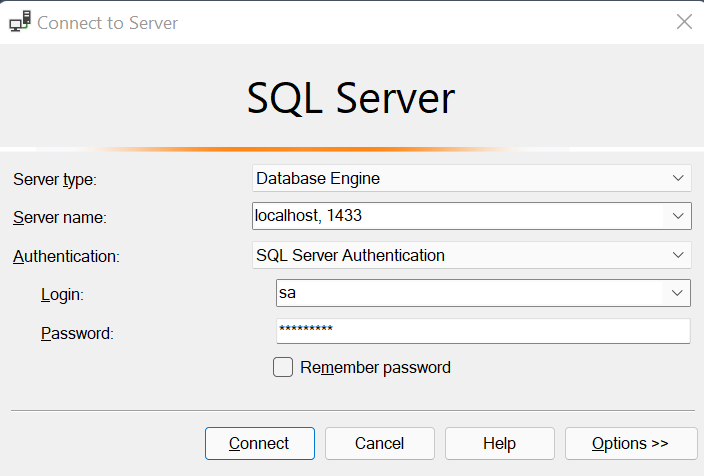 Connect to Server
SQL Server
Server type: Database Engine
Server name: localhost, 1433
Authentication: SQL Server Authentication
Login: sa
Password: *********
Remember password
Connect Cancel Help Options >>